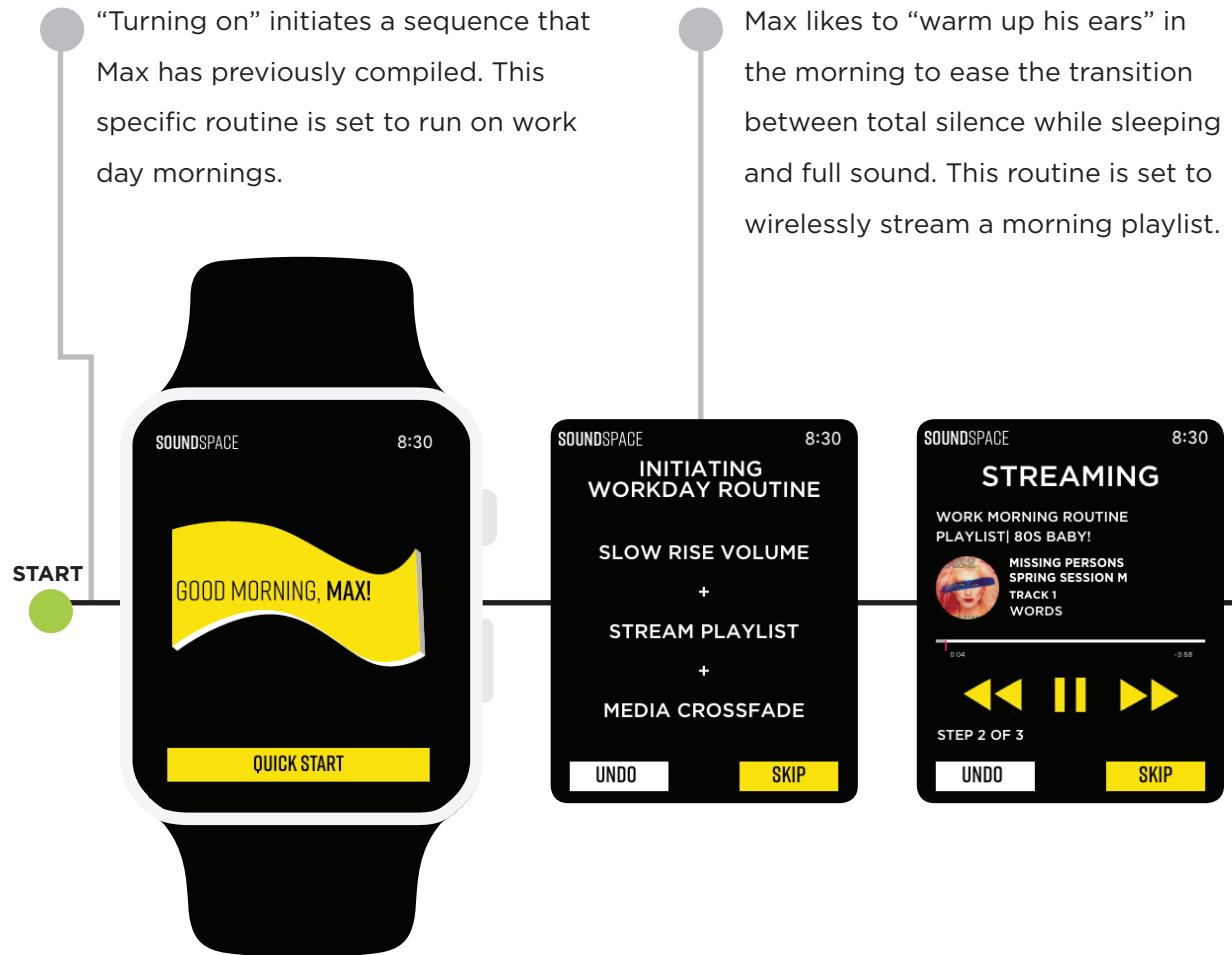 “Turning on” initiates a sequence that
Max has previously compiled. This
specific routine is set to run on work
day mornings.
Max likes to “warm up his ears” in
the morning to ease the transition
between total silence while sleeping
and full sound. This routine is set to
wirelessly stream a morning playlist.
START
SOUNDSPACE 8:30
GOOD MORNING, MAX!
QUICK START
SOUNDSPACE 8:30
INITIATING
WORKDAY ROUTINE
SLOW RISE VOLUME
+
STREAM PLAYLIST
+
MEDIA CROSSFADE
UNDO SKIP
SOUNDSPACE 8:30
STREAMING
WORK MORNING ROUTINE
PLAYLIST| 80S BABY!
MISSING PERSONS
SPRING SESSION M
TRACK 1
WORDS
0:04 -3:58
STEP 2 OF 3
UNDO SKIP